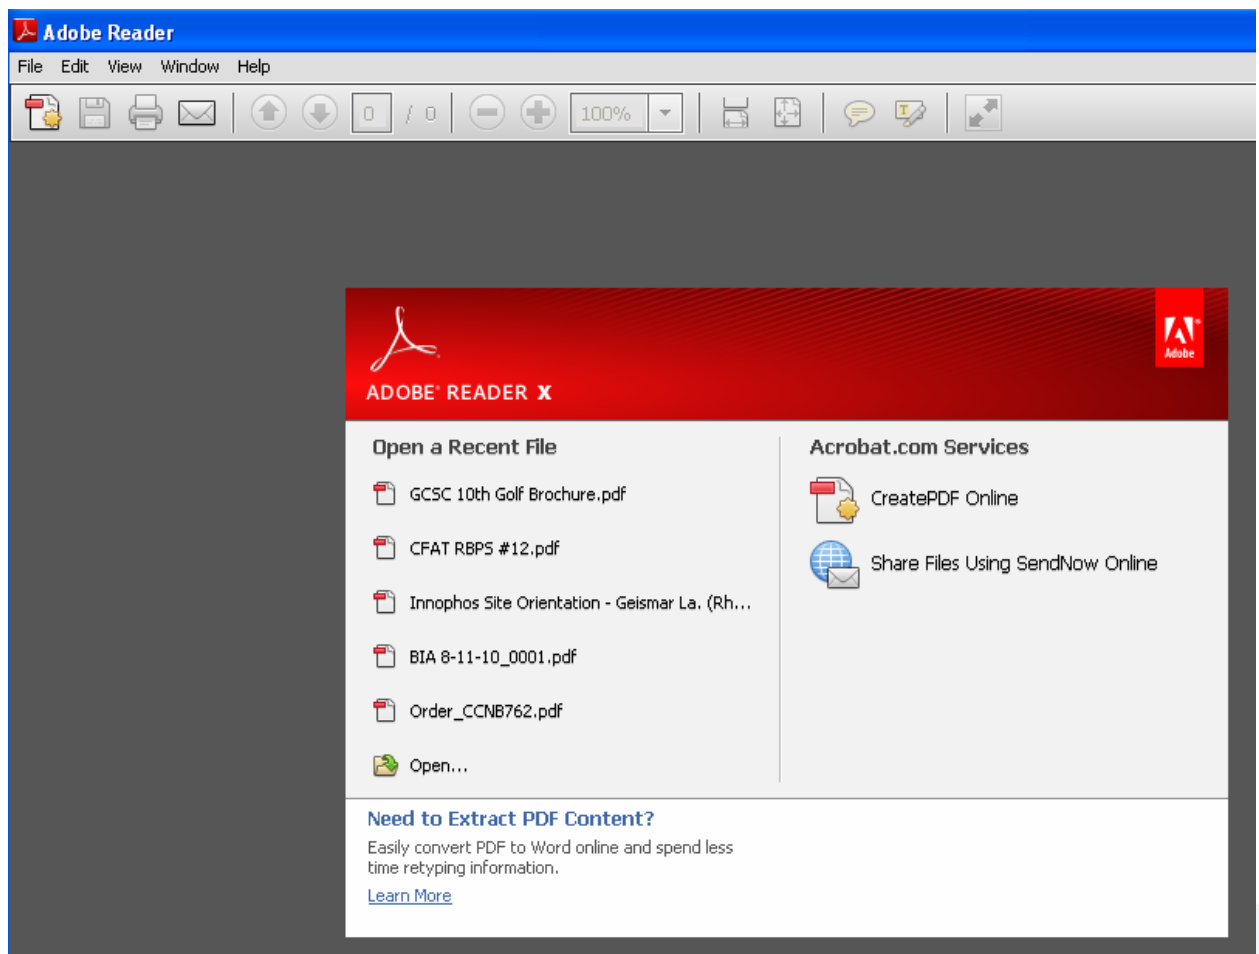 Adobe Reader
File Edit View Window Help
0 / 0 100%
Adobe
ADOBE® READER X
Open a Recent File
GCSC 10th Golf Brochure.pdf
CFAT RBPS #12.pdf
Innophos Site Orientation - Geismar La. (Rh...
BIA 8-11-10_0001.pdf
Order_CCNB762.pdf
Open...
Acrobat.com Services
CreatePDF Online
Share Files Using SendNow Online
Need to Extract PDF Content?
Easily convert PDF to Word online and spend less
time retyping information.
Learn More